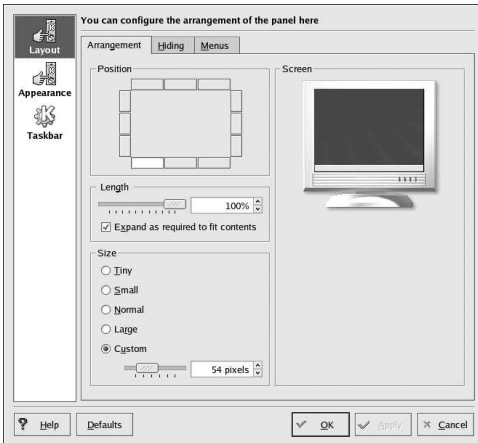 You can configure the arrangement of the panel here
Layout
Appearance
Taskbar
Arrangement Hiding Menus
Position
Screen
Length
100%
Expand as required to fit contents
Size
Tiny
Small
Normal
Large
Custom
54 pixels
Help Defaults OK Apply Cancel